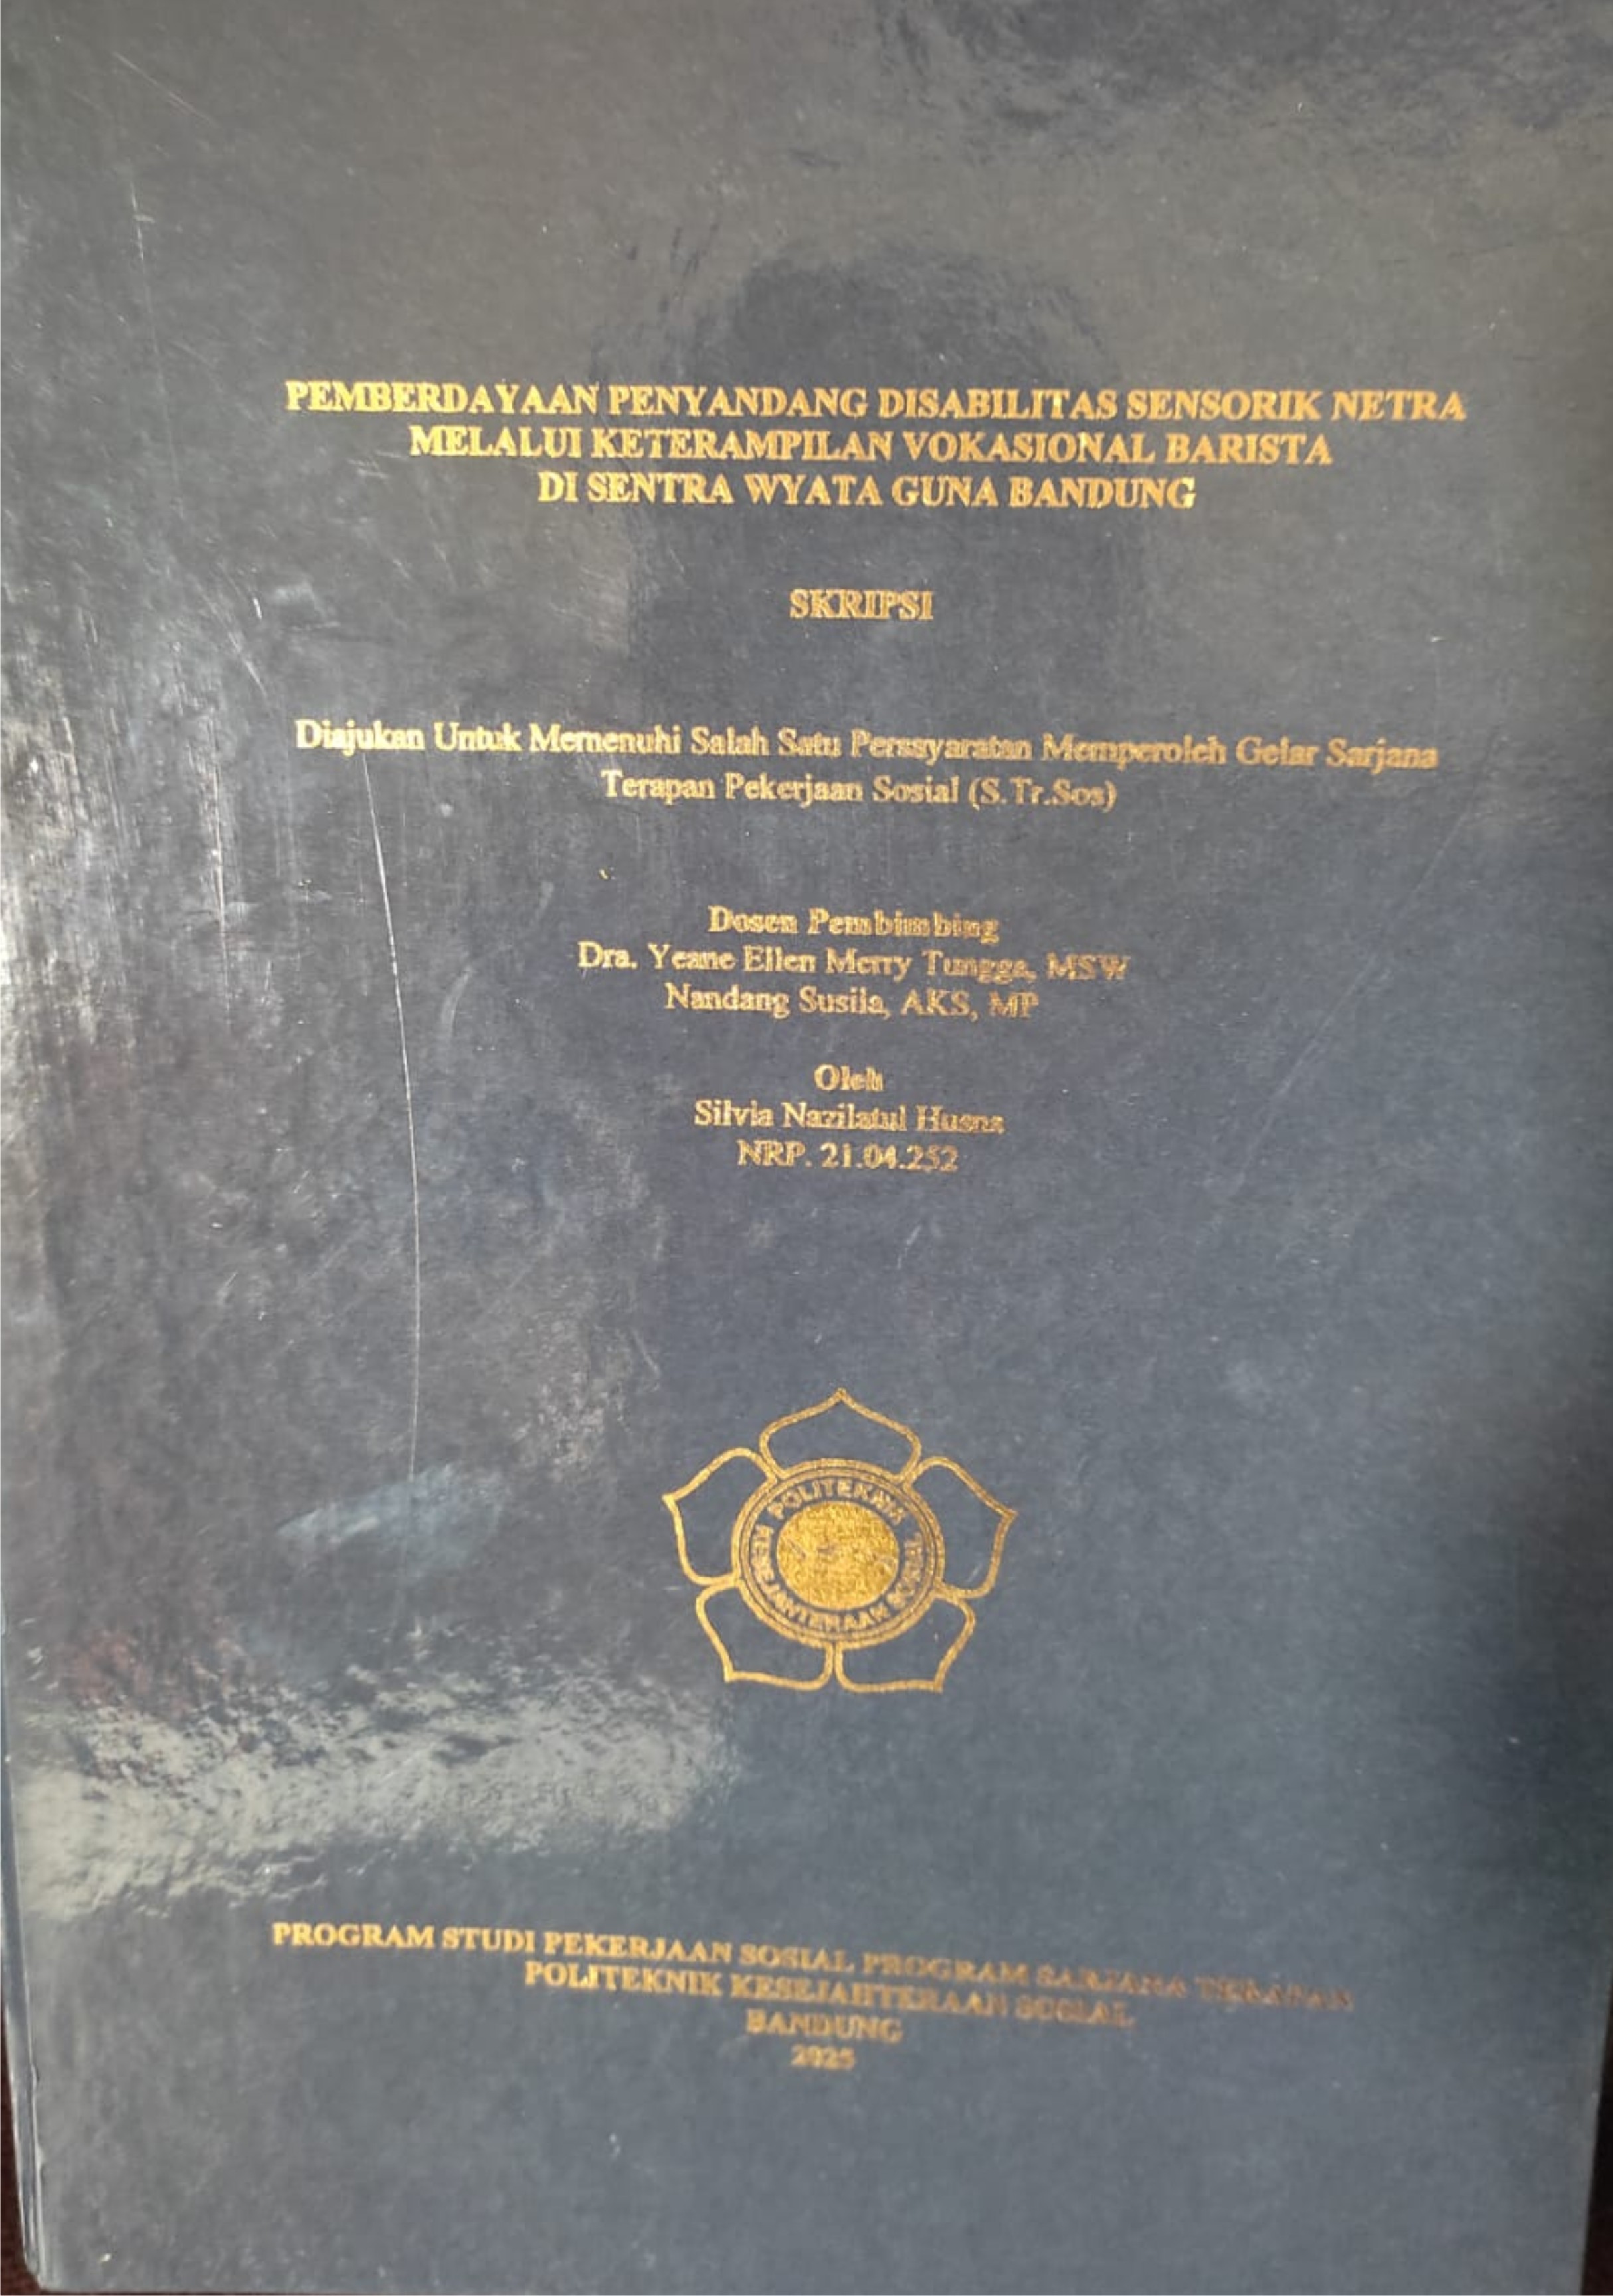 PEMBERDAYAAN PENYANDANG DISABILITAS SENSORIK NETRA
MELALUI KETERAMPILAN VOKASIONAL BARISTA
DI SENTRA WYATA GUNA BANDUNG
SKRIPSI
Diajukan Untuk Memenuhi Salah Satu Perssyaratan Memperoleh Gelar Sarjana
Terapan Pekerjaan Sosial (S.Tr.Sos)
Dosen Pembimbing
Dra. Yeane Ellen Merry Tungga, MSW
Nandang Susila, AKS, MP
Oleh
Silvia Nazilatul Husna
NRP. 21.04.252
POLITEKNIK
KESEJAHTERAAN SOSIAL
PROGRAM STUDI PEKERJAAN SOSIAL PROGRAM SARJANA TERAPAN
POLITEKNIK KESEJAHTERAAN SOSIAL
BANDUNG
2025